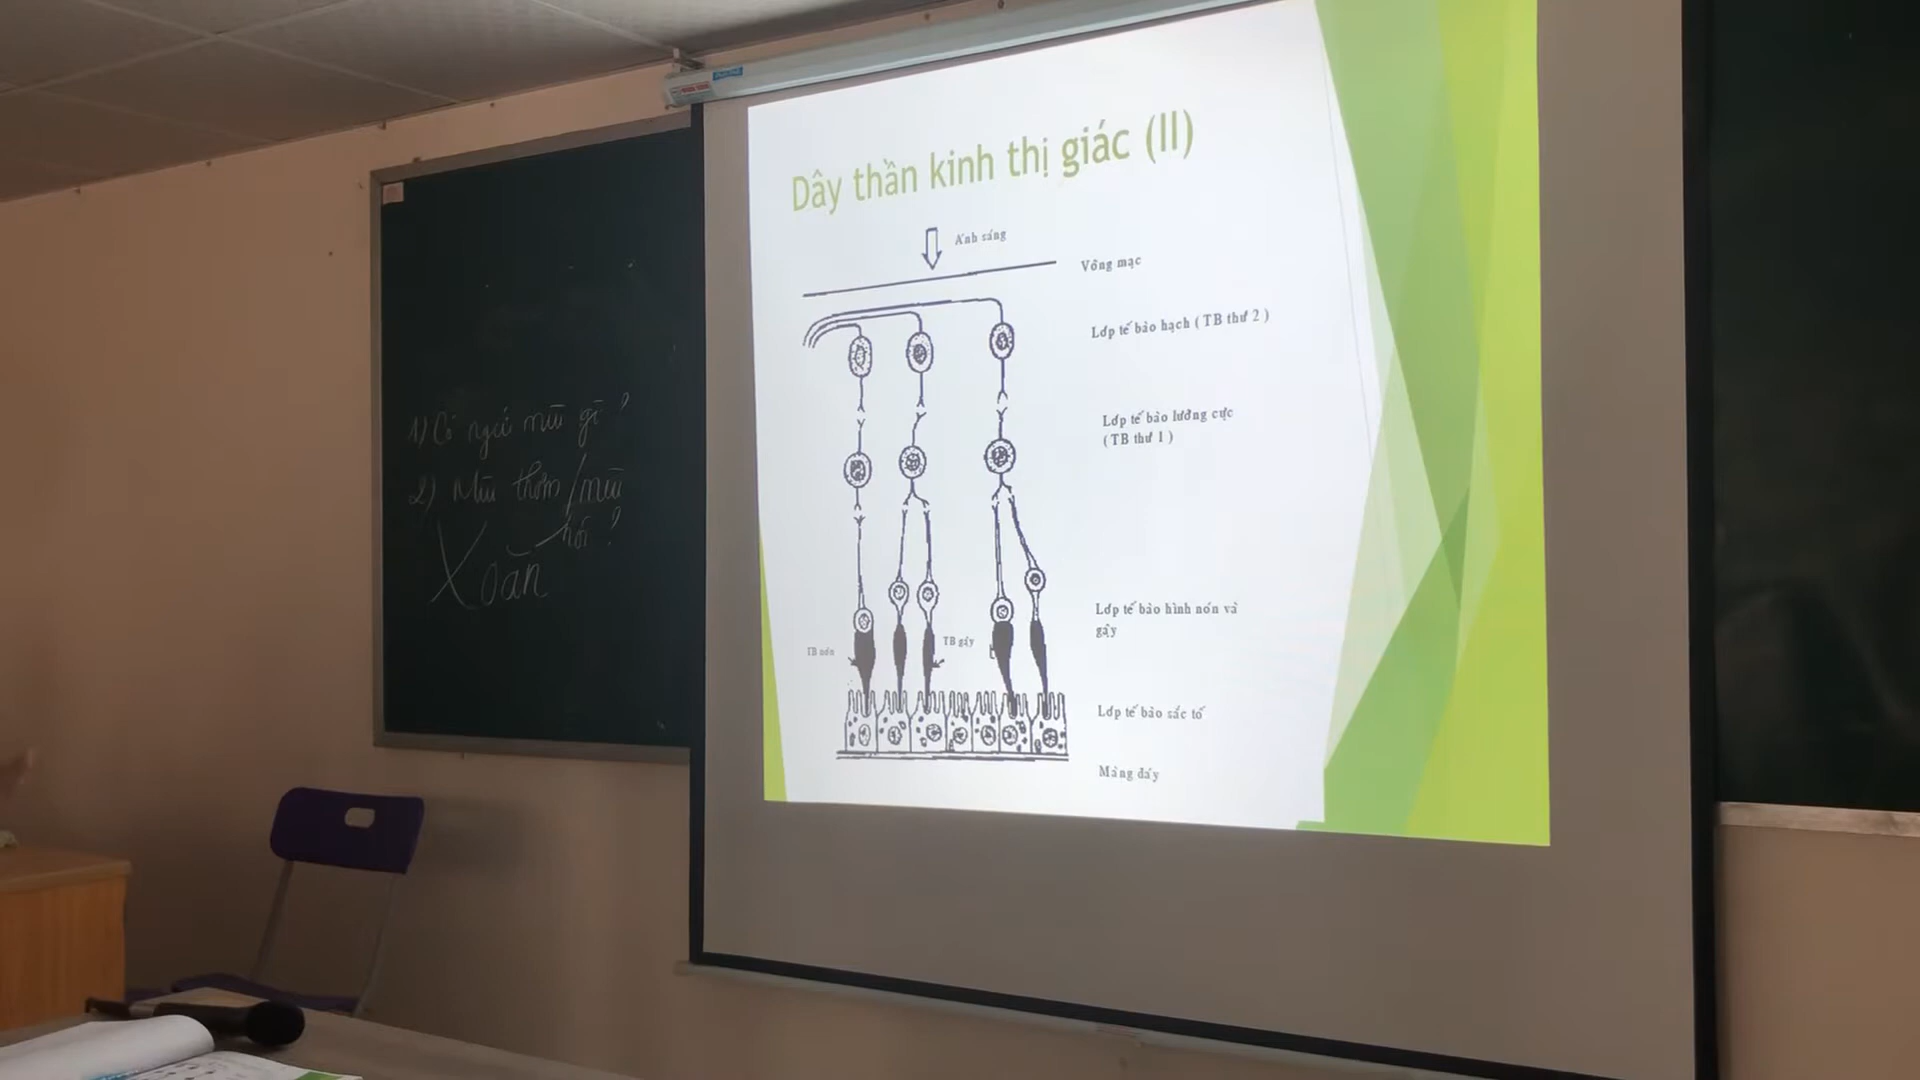 Dây thần kinh thị giác (II)
Ánh sáng
Võng mạc
Lớp tế bào hạch ( TB thứ 2 )
Lớp tế bào lưỡng cực
( TB thứ 1 )
Lớp tế bào hình nón và
gậy
TB nón
TB gậy
Lớp tế bào sắc tố
Màng đáy
1) Có ngửi mùi gì ?
2) Mùi thơm / mùi
hôi ?
Xoăn